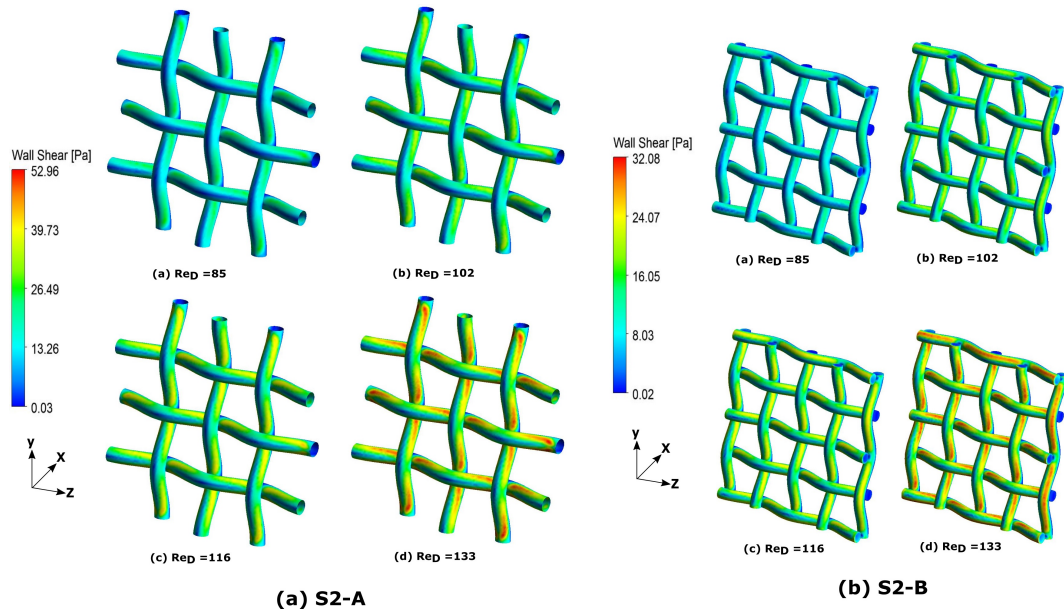 Wall Shear [Pa]
52.96
39.73
26.49
13.26
0.03
y
X
Z
(a) ReD =85
(b) ReD =102
(c) ReD =116
(d) ReD =133
(a) S2-A
Wall Shear [Pa]
32.08
24.07
16.05
8.03
0.02
y
X
Z
(a) ReD =85
(b) ReD =102
(c) ReD =116
(d) ReD =133
(b) S2-B